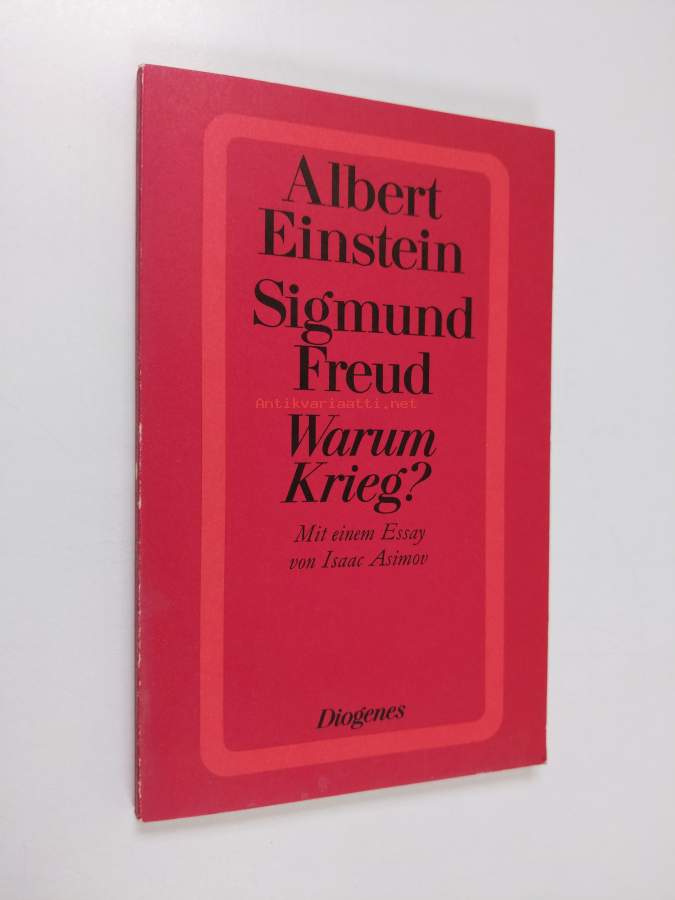 Albert
Einstein
Sigmund
Freud
Antikvariaatti.net
Warum
Krieg?
Mit einem Essay
von Isaac Asimov
Diogenes